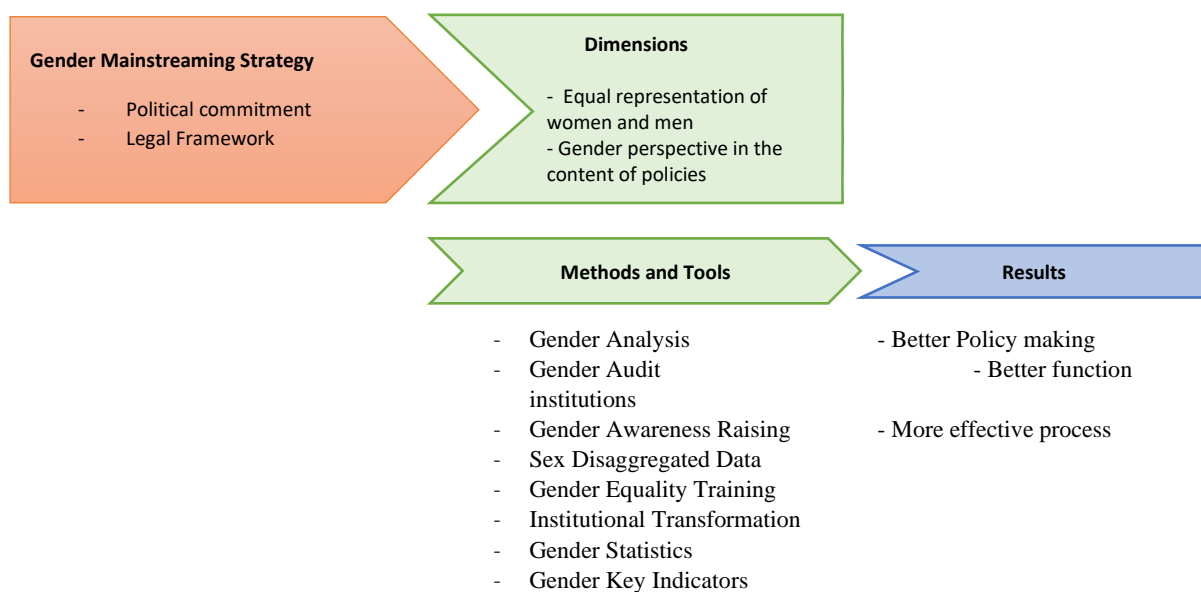 Gender Mainstreaming Strategy
- Political commitment
- Legal Framework
Dimensions
- Equal representation of
women and men
- Gender perspective in the
content of policies
Methods and Tools
- Gender Analysis
- Gender Audit
institutions
- Gender Awareness Raising
- Sex Disaggregated Data
- Gender Equality Training
- Institutional Transformation
- Gender Statistics
- Gender Key Indicators
Results
- Better Policy making
- Better function
- More effective process